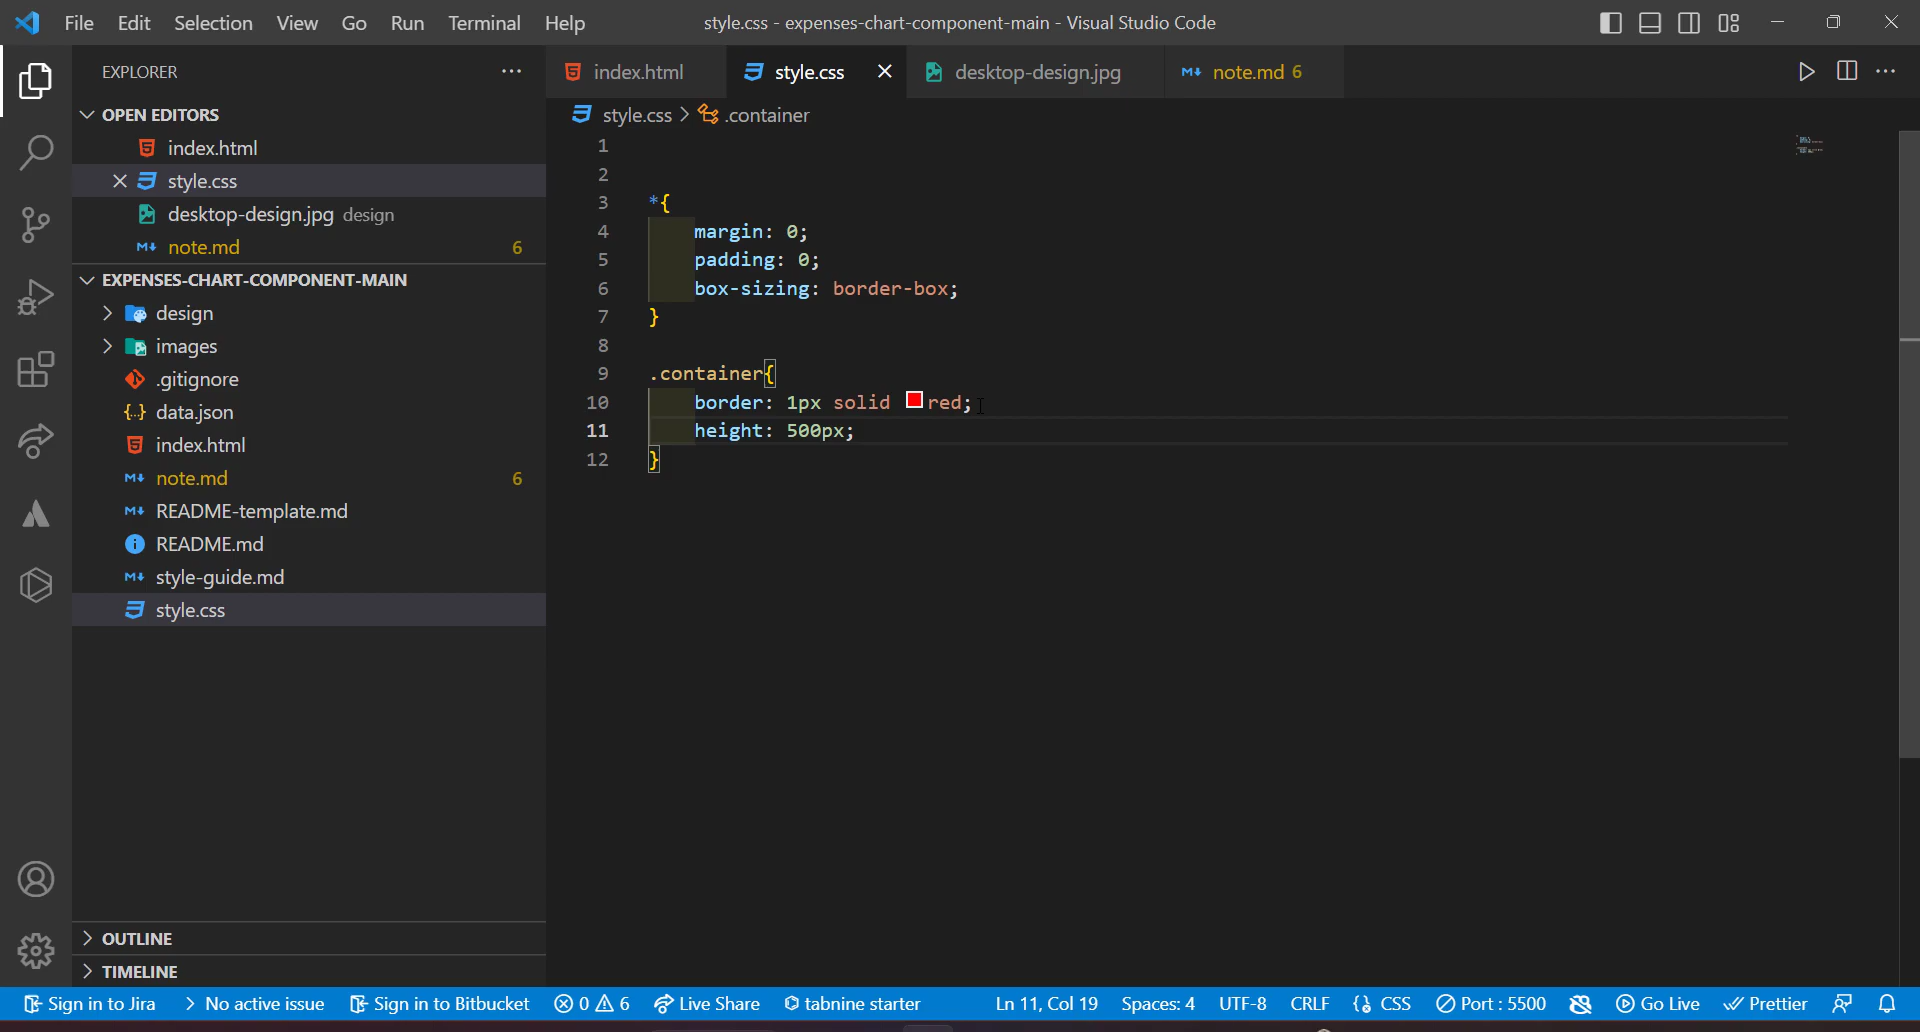 File Edit Selection View Go Run Terminal Help
style.css - expenses-chart-component-main - Visual Studio Code
EXPLORER
OPEN EDITORS
index.html
style.css
desktop-design.jpg design
note.md 6
EXPENSES-CHART-COMPONENT-MAIN
design
images
.gitignore
data.json
index.html
note.md 6
README-template.md
README.md
style-guide.md
style.css
OUTLINE
TIMELINE
index.html style.css desktop-design.jpg note.md 6
style.css > .container
1
2
3 *{
4 margin: 0;
5 padding: 0;
6 box-sizing: border-box;
7 }
8
9 .container{
10 border: 1px solid red;
11 height: 500px;
12 }
Sign in to Jira > No active issue Sign in to Bitbucket 0 6 Live Share tabnine starter Ln 11, Col 19 Spaces: 4 UTF-8 CRLF {} CSS Port : 5500 Go Live Prettier